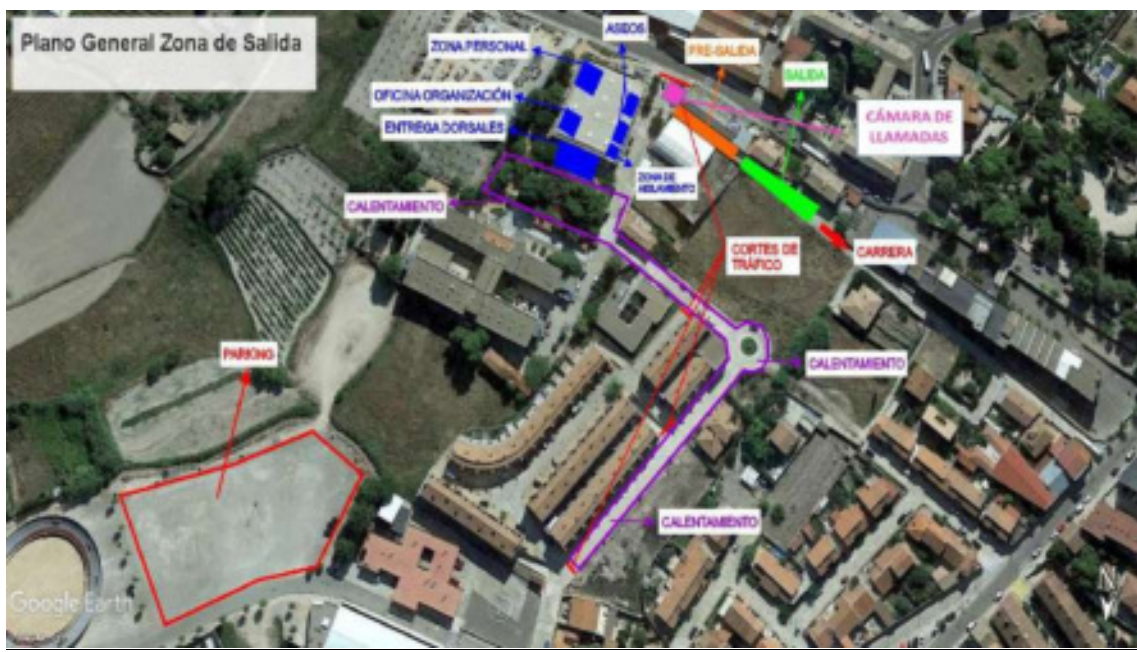 Plano General Zona de Salida
ASEOS
ZONA PERSONAL
PRE-SALIDA
SALIDA
OFICINA ORGANIZACIÓN
CÁMARA DE
LLAMADAS
ENTREGA DORSALES
ZONA DE
AISLAMIENTO
CALENTAMIENTO
CORTES DE
TRÁFICO
CARRERA
PARKING
CALENTAMIENTO
CALENTAMIENTO
Google Earth
N